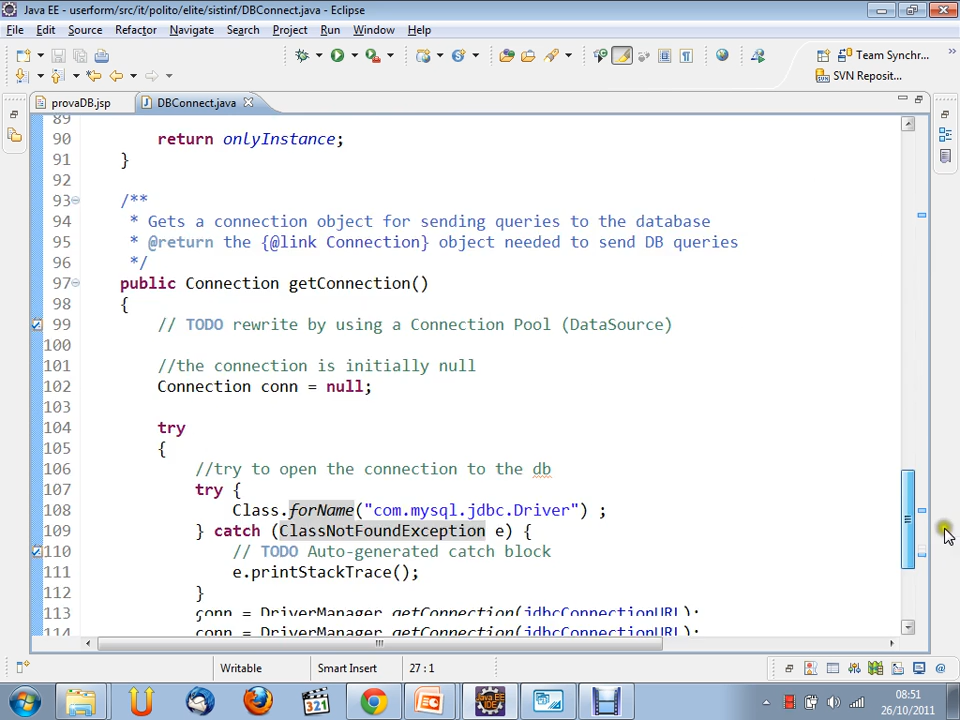 Java EE - userform/src/it/polito/elite/sistinf/DBConnect.java - Eclipse
File Edit Source Refactor Navigate Search Project Run Window Help
Team Synchr...
SVN Reposit...
provaDB.jsp DBConnect.java
89
90 return onlyInstance;
91 }
92
93 /**
94 * Gets a connection object for sending queries to the database
95 * @return the {@link Connection} object needed to send DB queries
96 */
97 public Connection getConnection()
98 {
99 // TODO rewrite by using a Connection Pool (DataSource)
100
101 //the connection is initially null
102 Connection conn = null;
103
104 try
105 {
106 //try to open the connection to the db
107 try {
108 Class.forName("com.mysql.jdbc.Driver") ;
109 } catch (ClassNotFoundException e) {
110 // TODO Auto-generated catch block
111 e.printStackTrace();
112 }
113 conn = DriverManager.getConnection(jdbcConnectionURL);
114 conn = DriverManager.getConnection(jdbcConnectionURL);
Writable Smart Insert 27 : 1
321
Java EE
IDE
08:51
26/10/2011